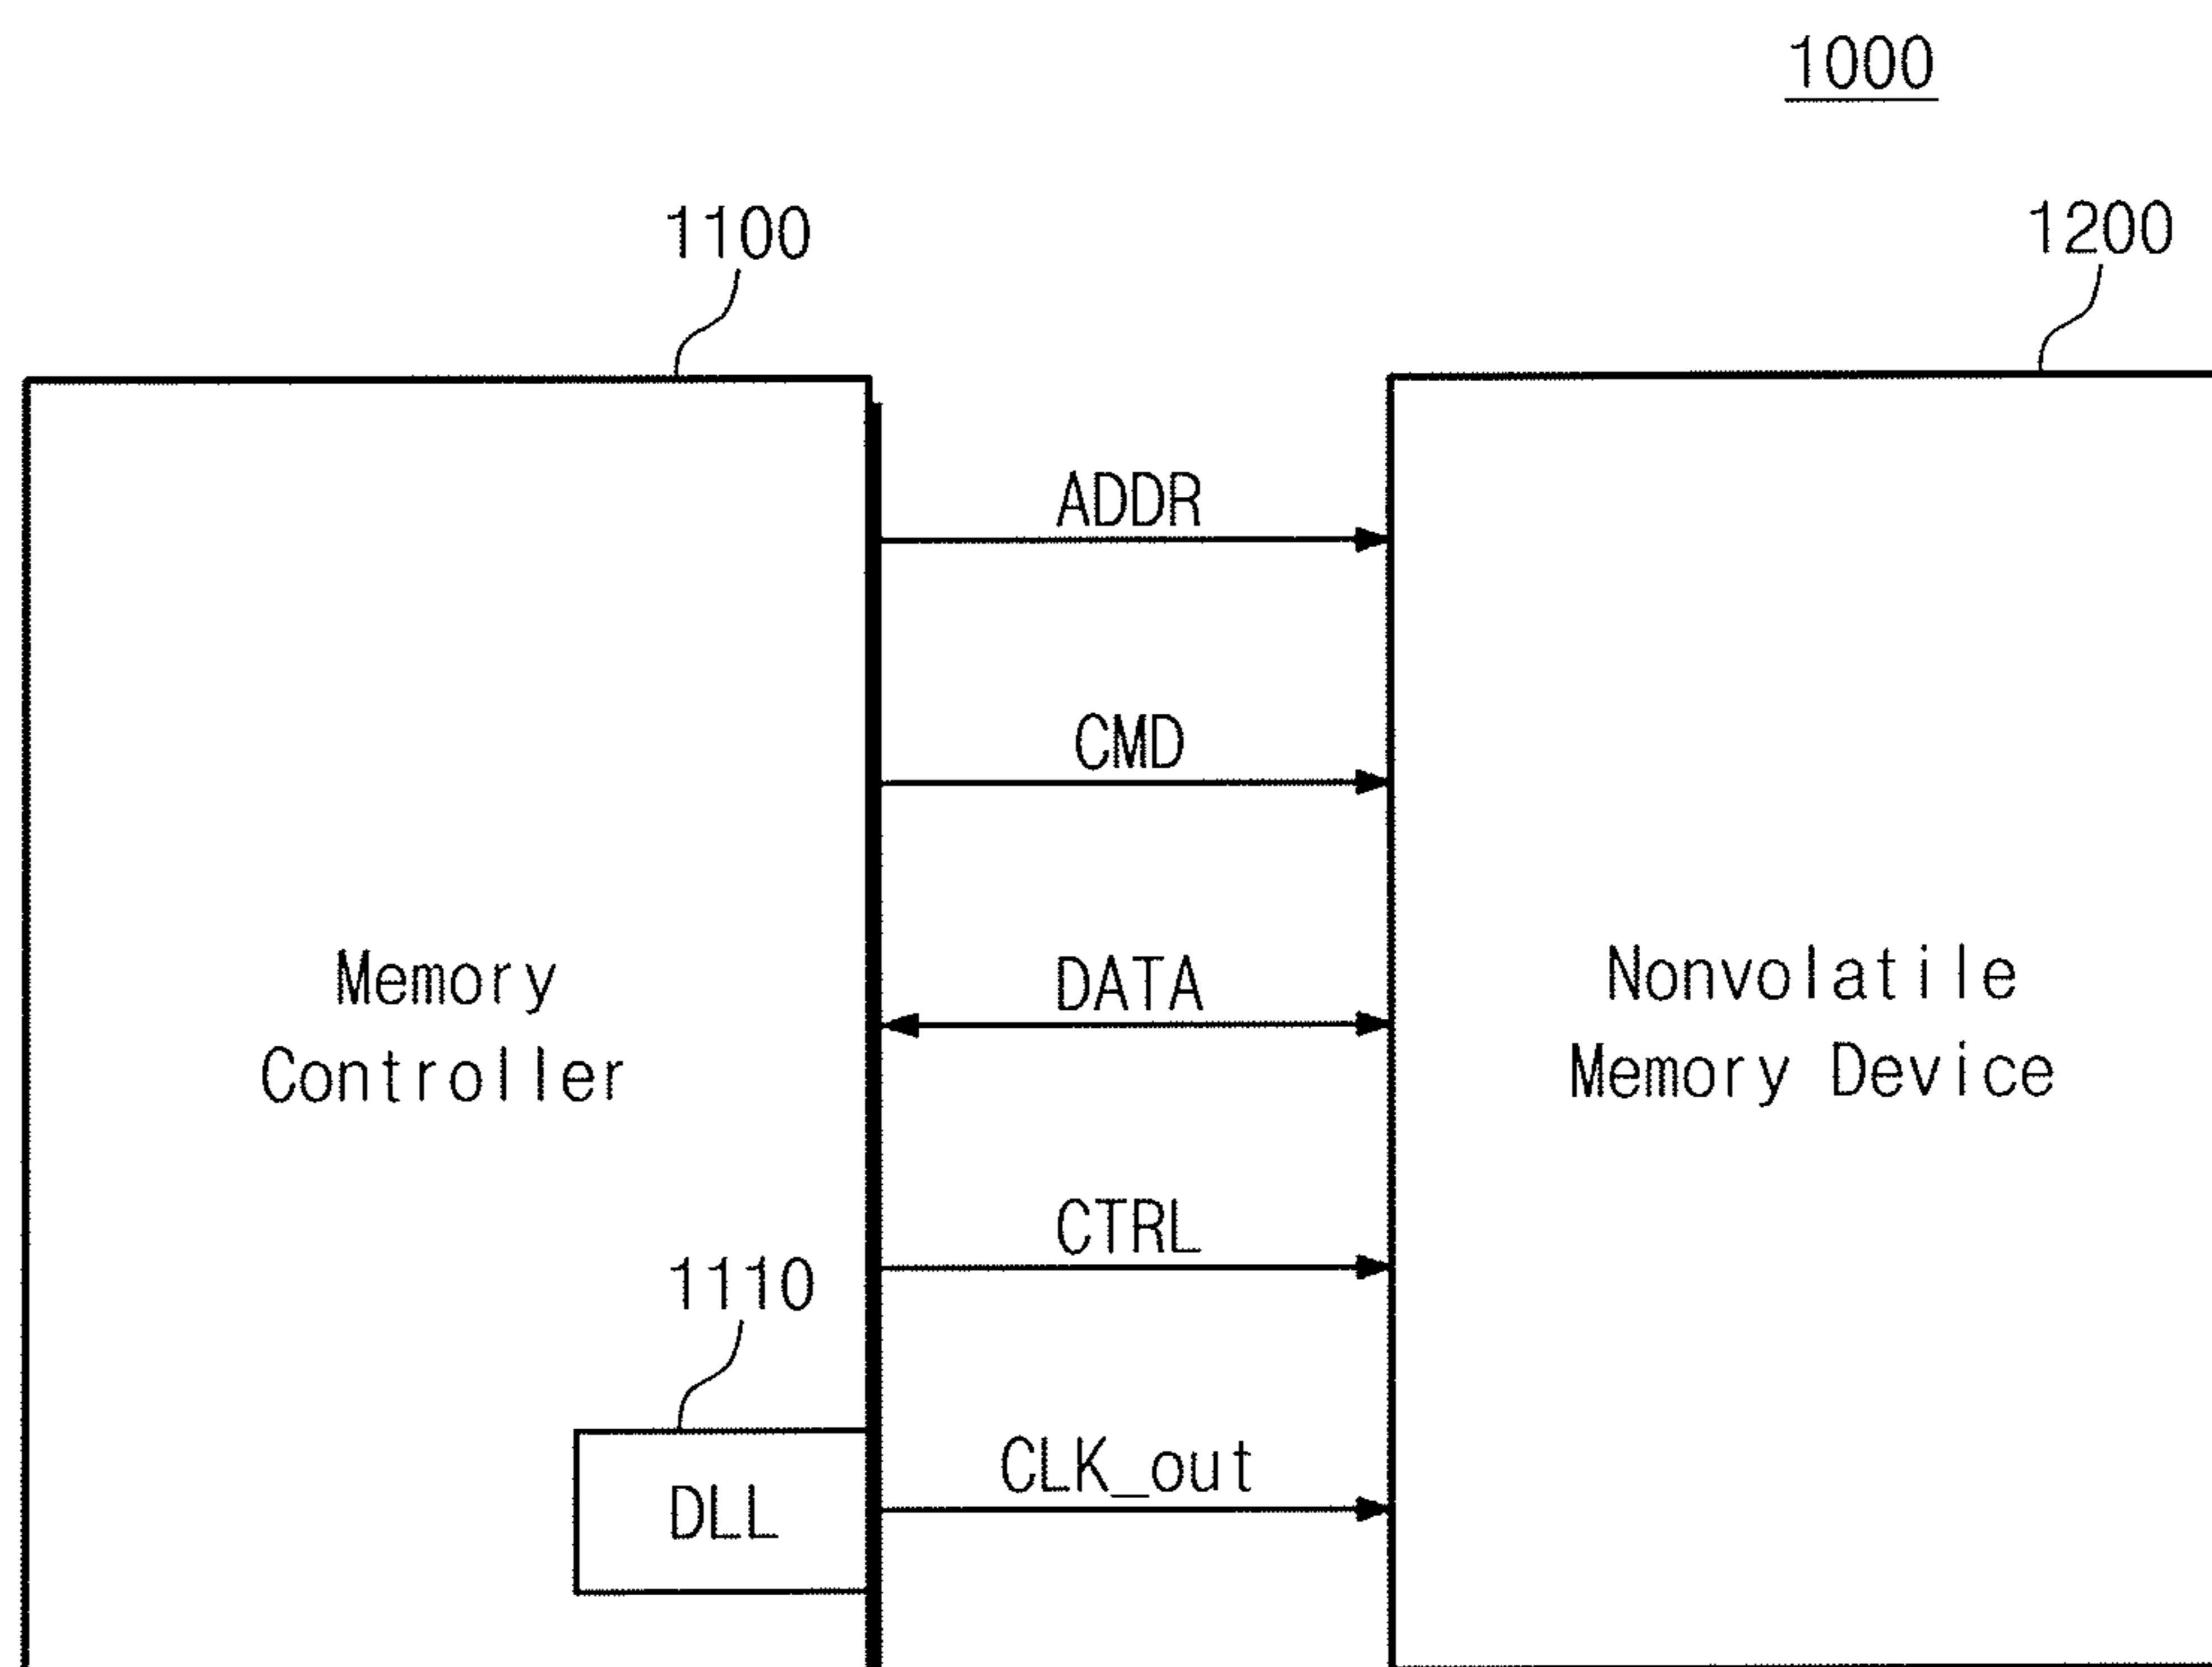 1000
1100
1200
ADDR
CMD
DATA
Memory
Controller
Nonvolatile
Memory Device
CTRL
1110
CLK_out
DLL